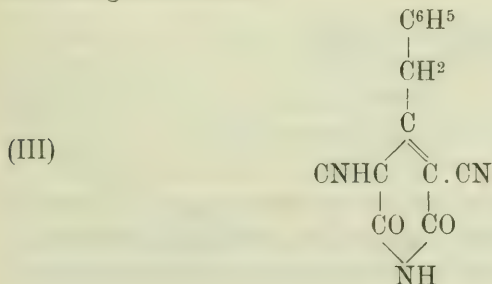 C⁶H⁵
CH²
C
(III) CNHC C . CN
CO CO
NH